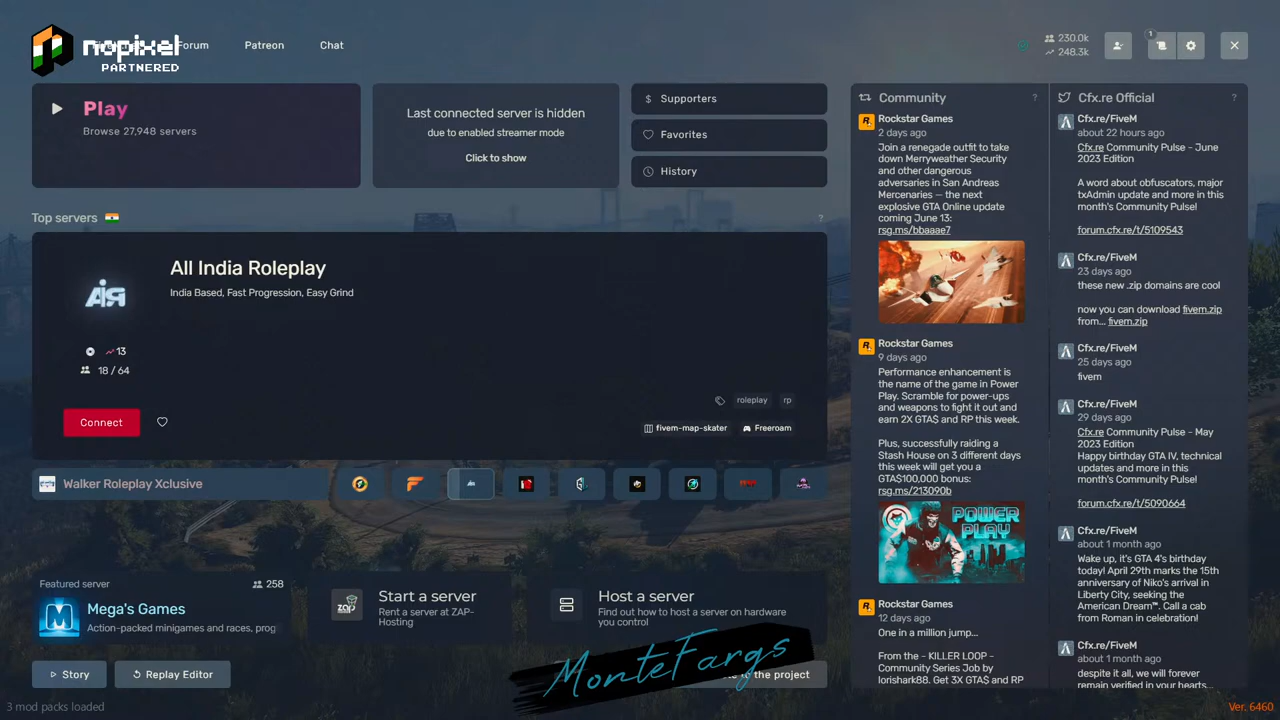 nopixel
PARTNERED
Forum
Patreon
Chat
230.0k
248.3k
1
Play
Browse 27,948 servers
Last connected server is hidden
due to enabled streamer mode
Click to show
$ Supporters
Favorites
History
Top servers
?
All India Roleplay
India Based, Fast Progression, Easy Grind
AIR
13
18 / 64
Connect
roleplay
rp
fivem-map-skater
Freeroam
Walker Roleplay Xclusive
Featured server
258
Mega's Games
Action-packed minigames and races, prog
ZAP
Start a server
Rent a server at ZAP-
Hosting
Host a server
Find out how to host a server on hardware
you control
MonteFargs
Story
Replay Editor
to the project
3 mod packs loaded
Community
?
Rockstar Games
2 days ago
Join a renegade outfit to take
down Merryweather Security
and other dangerous
adversaries in San Andreas
Mercenaries — the next
explosive GTA Online update
coming June 13:
rsg.ms/bbaaae7
Rockstar Games
9 days ago
Performance enhancement is
the name of the game in Power
Play. Scramble for power-ups
and weapons to fight it out and
earn 2X GTA$ and RP this week.
Plus, successfully raiding a
Stash House on 3 different days
this week will get you a
GTA$100,000 bonus:
rsg.ms/213090b
POWER
PLAY
Rockstar Games
12 days ago
One in a million jump...
From the - KILLER LOOP -
Community Series Job by
lorishark88. Get 3X GTA$ and RP
Cfx.re Official
?
Cfx.re/FiveM
about 22 hours ago
Cfx.re Community Pulse - June
2023 Edition
A word about obfuscators, major
txAdmin update and more in this
month's Community Pulse!
forum.cfx.re/t/5109543
Cfx.re/FiveM
23 days ago
these new .zip domains are cool
now you can download fivem.zip
from... fivem.zip
Cfx.re/FiveM
25 days ago
fivem
Cfx.re/FiveM
29 days ago
Cfx.re Community Pulse - May
2023 Edition
Happy birthday GTA IV, technical
updates and more in this
month's Community Pulse!
forum.cfx.re/t/5090664
Cfx.re/FiveM
about 1 month ago
Wake up, it's GTA 4's birthday
today! April 29th marks the 15th
anniversary of Niko's arrival in
Liberty City, seeking the
American Dream™. Call a cab
from Roman in celebration!
Cfx.re/FiveM
about 1 month ago
despite it all, we will forever
remain verified in your hearts...
Ver. 6460